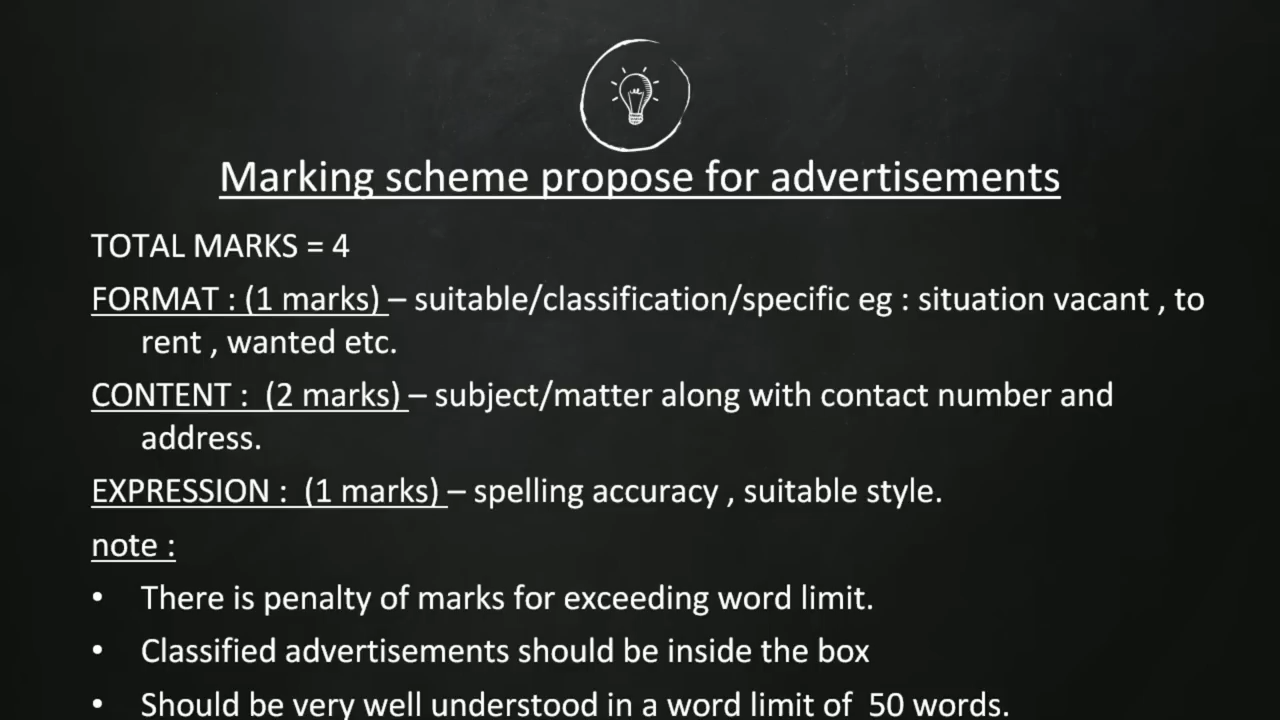 Marking scheme propose for advertisements
TOTAL MARKS = 4
FORMAT : (1 marks) – suitable/classification/specific eg : situation vacant , to
rent , wanted etc.
CONTENT :  (2 marks) – subject/matter along with contact number and
address.
EXPRESSION :  (1 marks) – spelling accuracy , suitable style.
note :
• There is penalty of marks for exceeding word limit.
• Classified advertisements should be inside the box
• Should be very well understood in a word limit of  50 words.